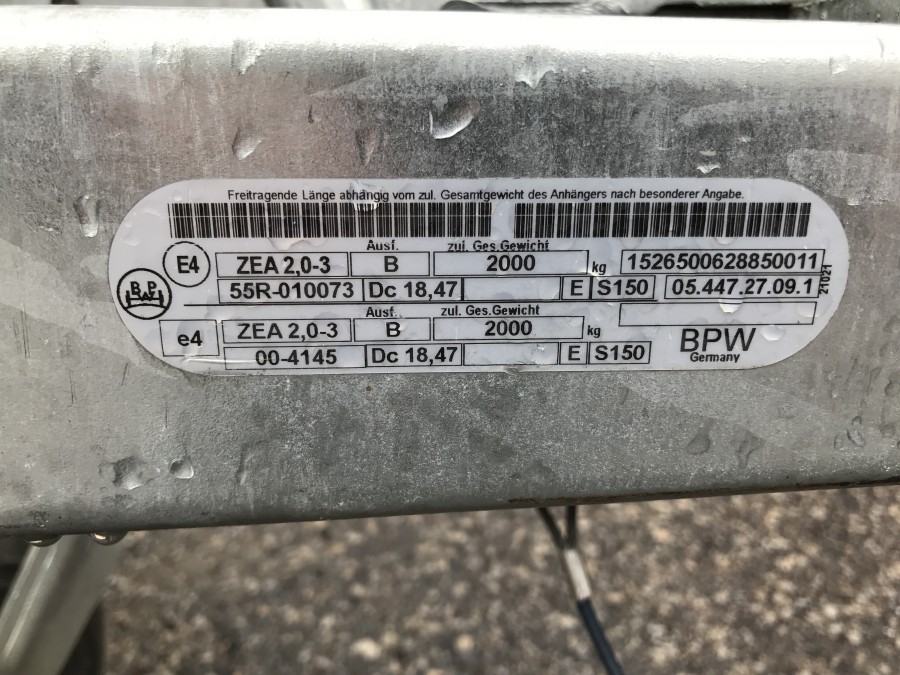 Freitragende Länge abhängig vom zul. Gesamtgewicht des Anhängers nach besonderer Angabe.
Ausf. zul. Ges.Gewicht
E4 ZEA 2,0-3 B 2000 kg 1526500628850011
BPW 55R-010073 Dc 18,47 E S150 05.447.27.09.1 21021
Ausf. zul. Ges.Gewicht
e4 ZEA 2,0-3 B 2000 kg
00-4145 Dc 18,47 E S150 BPW
Germany